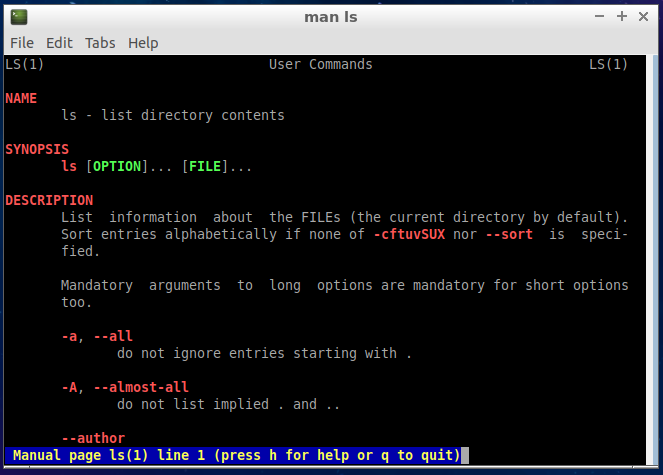 man ls
File Edit Tabs Help
LS(1) User Commands LS(1)
NAME
ls - list directory contents
SYNOPSIS
ls [OPTION]... [FILE]...
DESCRIPTION
List information about the FILEs (the current directory by default).
Sort entries alphabetically if none of -cftuvSUX nor --sort is speci-
fied.
Mandatory arguments to long options are mandatory for short options
too.
-a, --all
do not ignore entries starting with .
-A, --almost-all
do not list implied . and ..
--author
Manual page ls(1) line 1 (press h for help or q to quit)